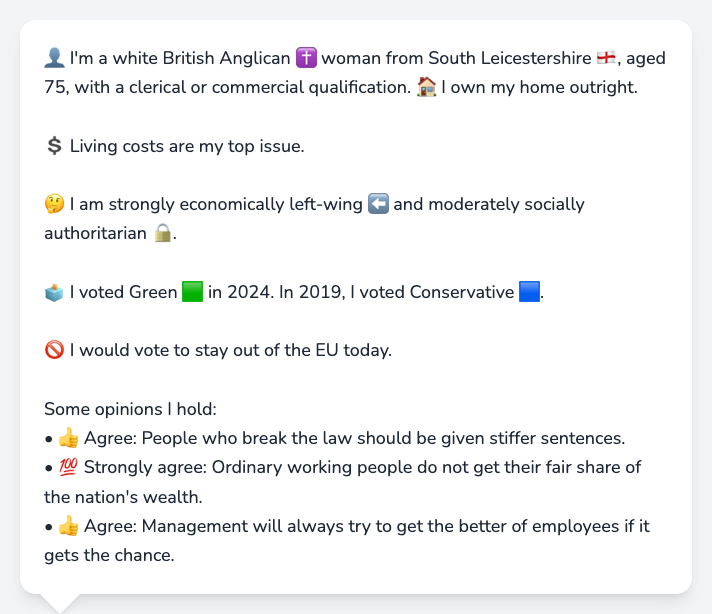 👤 I'm a white British Anglican ✝️ woman from South Leicestershire 🏴󠁧󠁢󠁥󠁮󠁧󠁿, aged
75, with a clerical or commercial qualification. 🏠 I own my home outright.
💲 Living costs are my top issue.
🤔 I am strongly economically left-wing ⬅️ and moderately socially
authoritarian 🔒.
🗳️ I voted Green 🟩 in 2024. In 2019, I voted Conservative 🟦.
🚫 I would vote to stay out of the EU today.
Some opinions I hold:
• 👍 Agree: People who break the law should be given stiffer sentences.
• 💯 Strongly agree: Ordinary working people do not get their fair share of
the nation's wealth.
• 👍 Agree: Management will always try to get the better of employees if it
gets the chance.